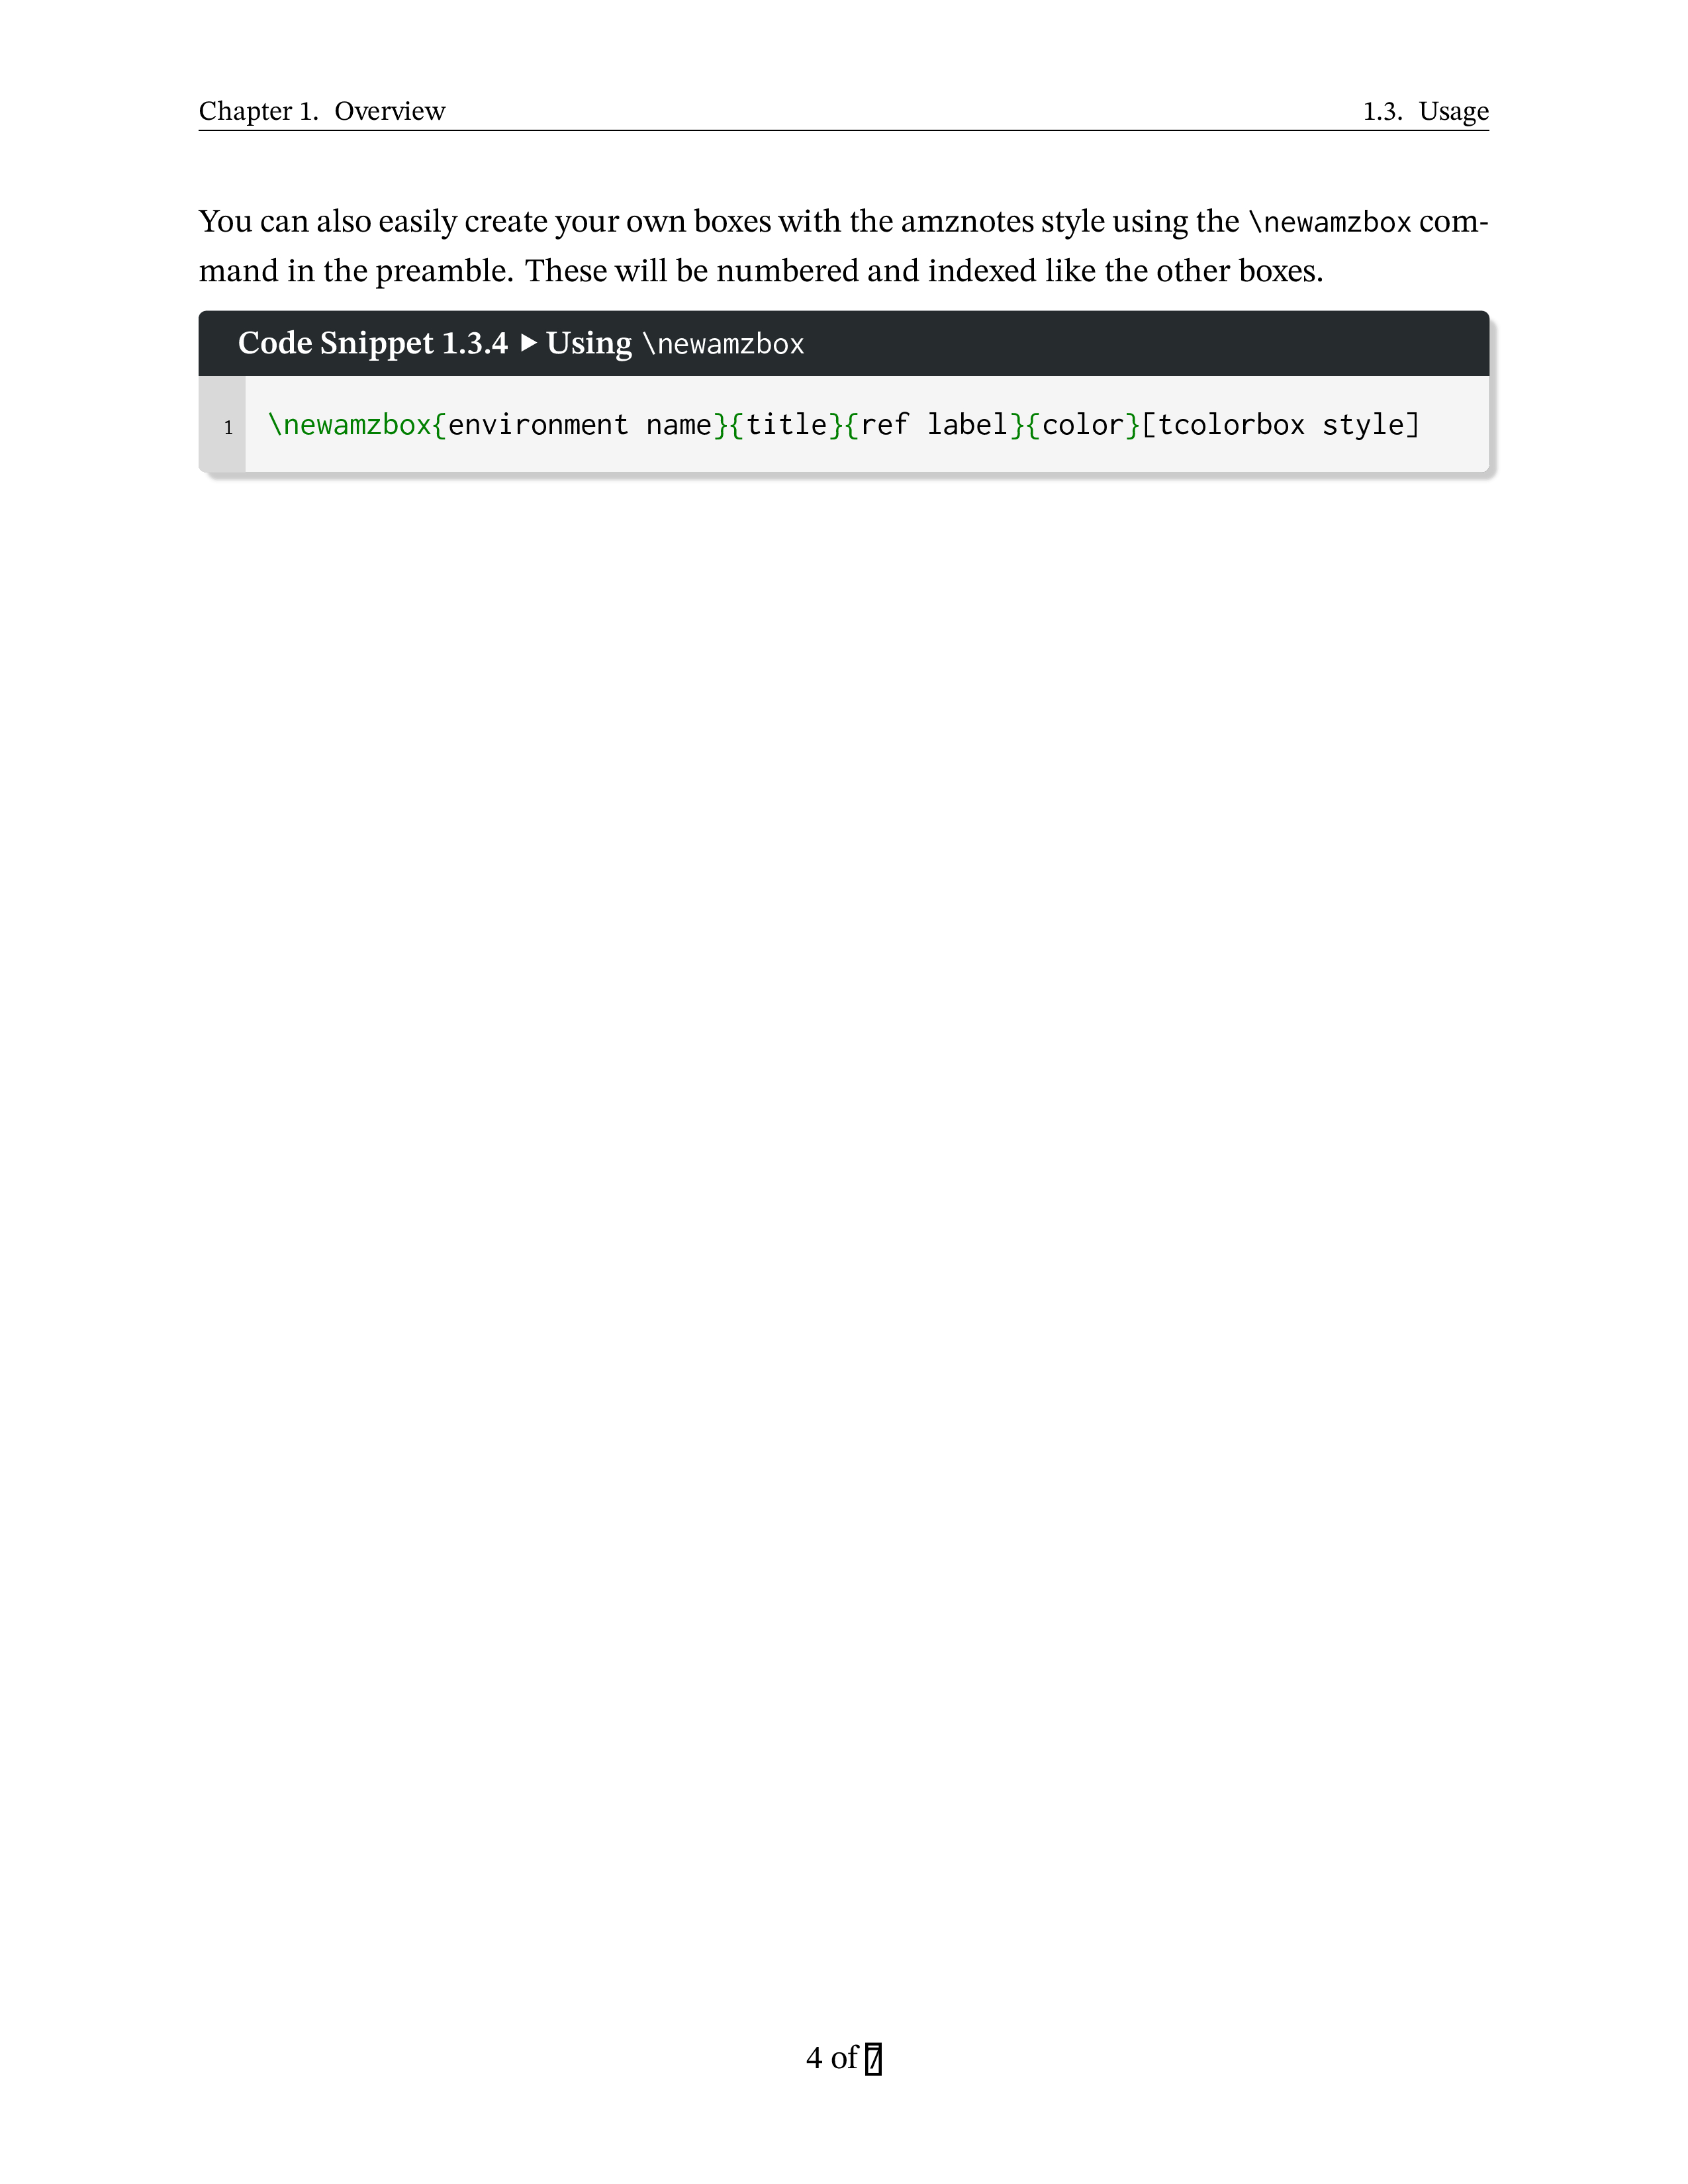 Chapter 1. Overview 1.3. Usage
You can also easily create your own boxes with the amznotes style using the \newamzbox com-
mand in the preamble. These will be numbered and indexed like the other boxes.
Code Snippet 1.3.4 ▶ Using \newamzbox
1 \newamzbox{environment name}{title}{ref label}{color}[tcolorbox style]
4 of 7